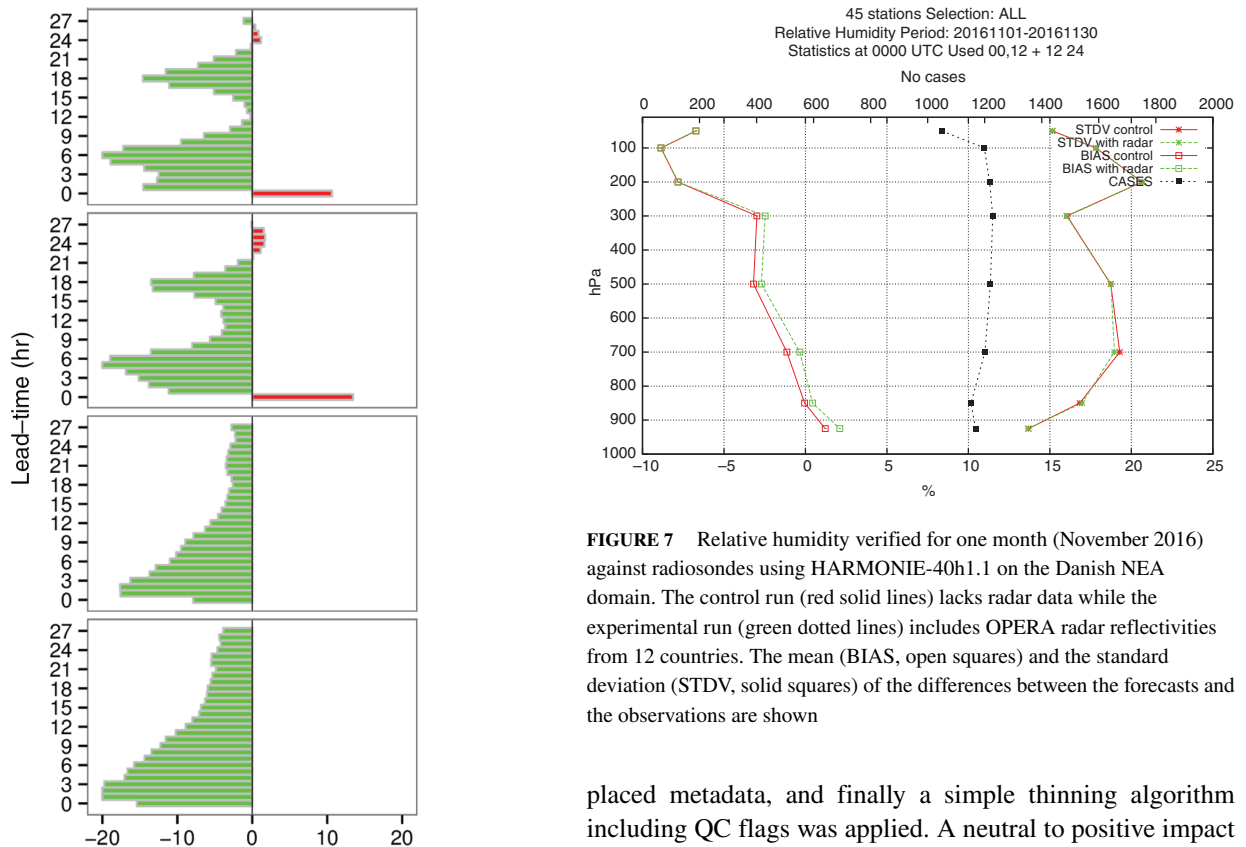 27
24
21
18
15
12
9
6
3
0
27
24
21
18
15
12
9
6
3
0
27
24
21
18
15
12
9
6
3
0
27
24
21
18
15
12
9
6
3
0
Lead–time (hr)
−20 −10 0 10 20
45 stations Selection: ALL
Relative Humidity Period: 20161101-20161130
Statistics at 0000 UTC Used 00,12 + 12 24
No cases
0 200 400 600 800 1000 1200 1400 1600 1800 2000
STDV control
STDV with radar
BIAS control
BIAS with radar
CASES
100
200
300
400
500
600
700
800
900
1000
hPa
−10 −5 0 5 10 15 20 25
%
FIGURE 7 Relative humidity verified for one month (November 2016)
against radiosondes using HARMONIE-40h1.1 on the Danish NEA
domain. The control run (red solid lines) lacks radar data while the
experimental run (green dotted lines) includes OPERA radar reflectivities
from 12 countries. The mean (BIAS, open squares) and the standard
deviation (STDV, solid squares) of the differences between the forecasts and
the observations are shown
placed metadata, and finally a simple thinning algorithm
including QC flags was applied. A neutral to positive impact